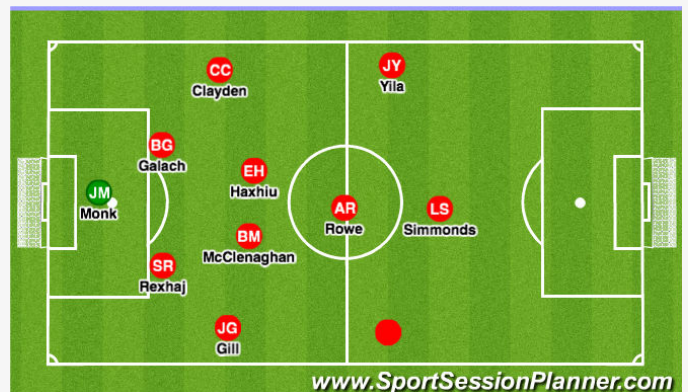 CC
Clayden
JY
Yila
BG
Galach
EH
Haxhiu
JM
Monk
AR
Rowe
LS
Simmonds
BM
McClenaghan
SR
Rexhaj
JG
Gill
www.SportSessionPlanner.com